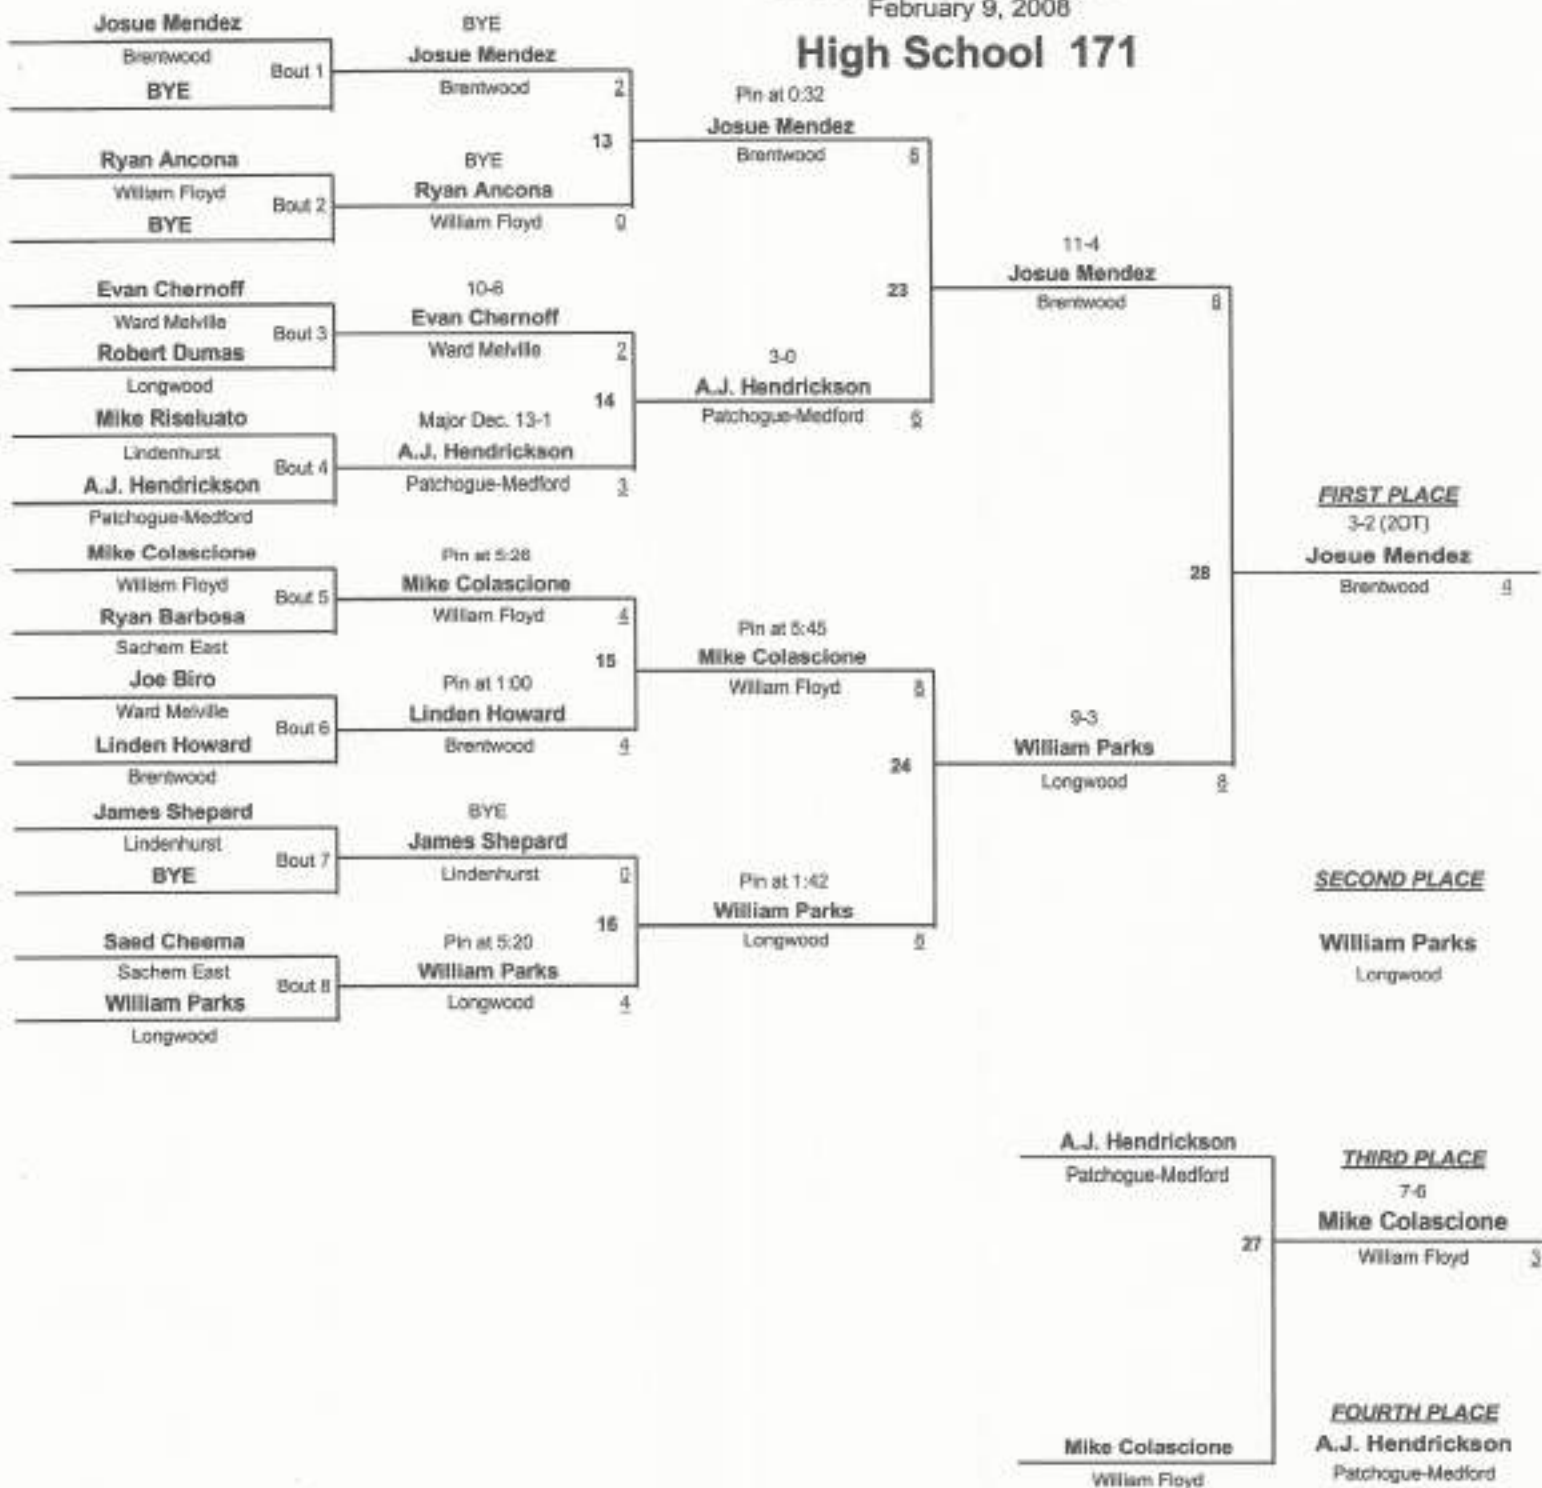 February 9, 2008
High School 171
Josue Mendez
Brentwood
Bout 1
BYE
Ryan Ancona
William Floyd
Bout 2
BYE
Evan Chernoff
Ward Melville
Bout 3
Robert Dumas
Longwood
Mike Riseluato
Lindenhurst
Bout 4
A.J. Hendrickson
Patchogue-Medford
Mike Colascione
William Floyd
Bout 5
Ryan Barbosa
Sachem East
Joe Biro
Ward Melville
Bout 6
Linden Howard
Brentwood
James Shepard
Lindenhurst
Bout 7
BYE
Saed Cheema
Sachem East
Bout 8
William Parks
Longwood
BYE
Josue Mendez
Brentwood 2
13
BYE
Ryan Ancona
William Floyd 0
10-6
Evan Chernoff
Ward Melville 2
14
Major Dec. 13-1
A.J. Hendrickson
Patchogue-Medford 3
Pin at 5:26
Mike Colascione
William Floyd 4
15
Pin at 1:00
Linden Howard
Brentwood 4
BYE
James Shepard
Lindenhurst 0
16
Pin at 5:20
William Parks
Longwood 4
Pin at 0:32
Josue Mendez
Brentwood
23
3-0
A.J. Hendrickson
Patchogue-Medford
Pin at 5:45
Mike Colascione
William Floyd 8
24
Pin at 1:42
William Parks
Longwood
11-4
Josue Mendez
Brentwood
28
9-3
William Parks
Longwood 8
FIRST PLACE
3-2 (2OT)
Josue Mendez
Brentwood 4
SECOND PLACE
William Parks
Longwood
A.J. Hendrickson
Patchogue-Medford
27
Mike Colascione
William Floyd
THIRD PLACE
7-6
Mike Colascione
William Floyd 3
FOURTH PLACE
A.J. Hendrickson
Patchogue-Medford